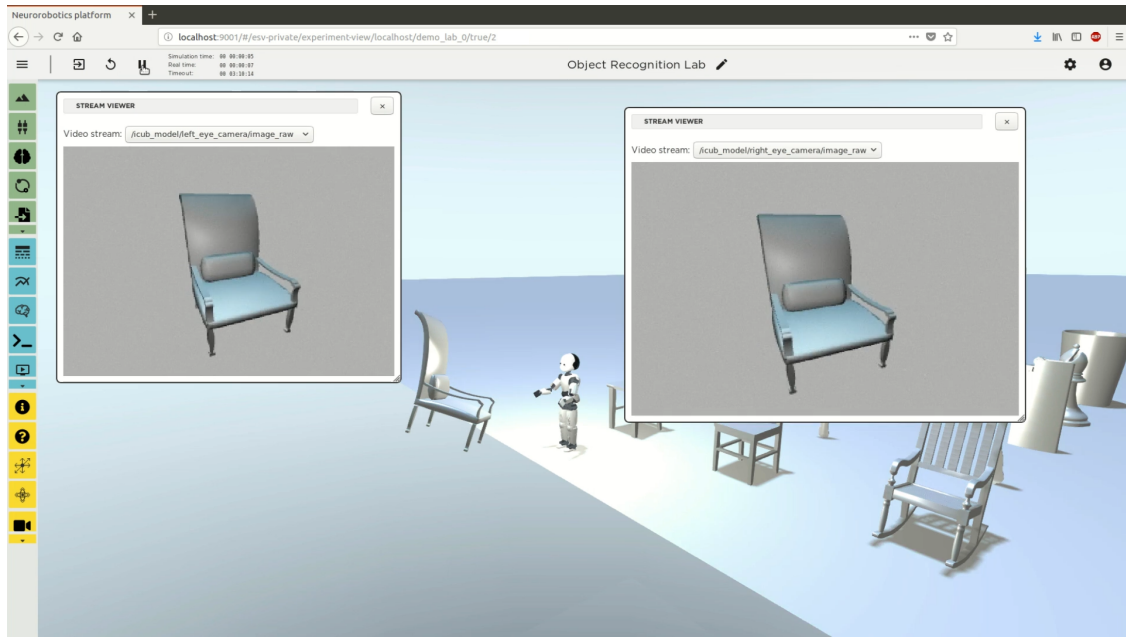 Neurorobotics platform
localhost:9001/#/esv-private/experiment-view/localhost/demo_lab_0/true/2
Simulation time: 00 00:00:05
Real time: 00 00:00:07
Timeout: 00 03:10:14
Object Recognition Lab
STREAM VIEWER
Video stream: /icub_model/left_eye_camera/image_raw
STREAM VIEWER
Video stream: /icub_model/right_eye_camera/image_raw